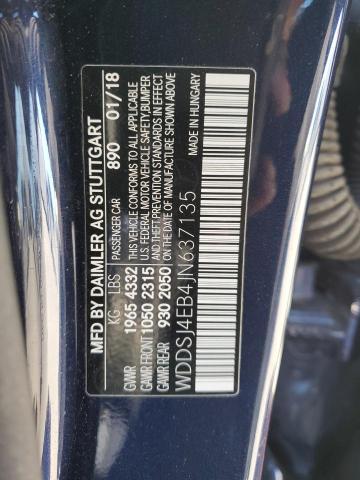 MFD BY DAIMLER AG STUTTGART
KG LBS PASSENGER CAR 890 01/18
GVWR 1965 4332 THIS VEHICLE CONFORMS TO ALL APPLICABLE
GAWR FRONT 1050 2315 U.S. FEDERAL MOTOR VEHICLE SAFETY, BUMPER
GAWR REAR 930 2050 AND THEFT PREVENTION STANDARDS IN EFFECT
ON THE DATE OF MANUFACTURE SHOWN ABOVE.
WDDSJ4EB4JN637135 MADE IN HUNGARY